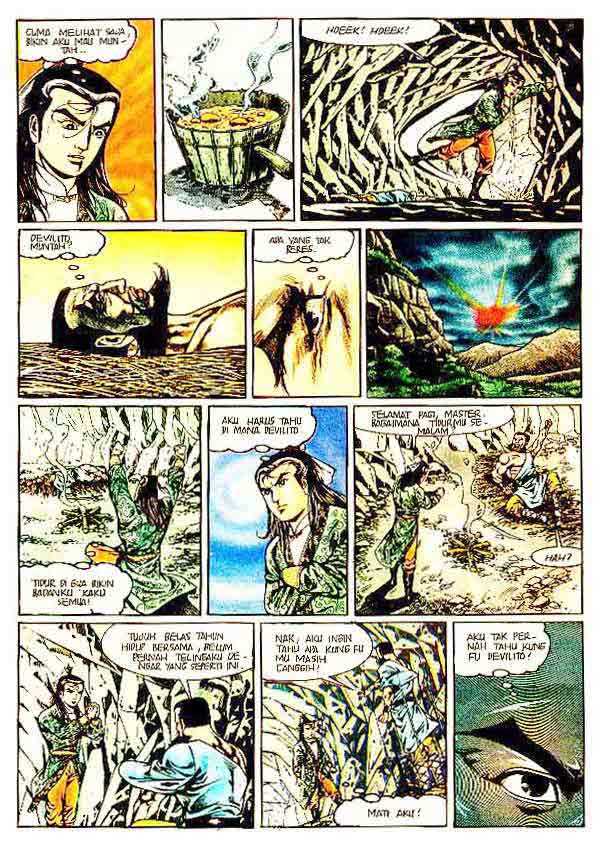 CUMA MELIHAT SAJA,
BIKIN AKU MAU MUN-
TAH...
HOEEK! HOEEK!
DEVILITO
MUNTAH?
APA YANG TAK
BERES.
TIDUR DI GUA BIKIN
BADANKU KAKU
SEMUA!
AKU HARUS TAHU
DI MANA DEVILITO.
SELAMAT PAGI, MASTER.
BAGAIMANA TIDURMU SE-
MALAM?
HAH?
TUJUH BELAS TAHUN
HIDUP BERSAMA, BELUM
PERNAH TELINGAKU DE-
NGAR YANG SEPERTI INI.
NAK, AKU INGIN
TAHU APA KUNG FU
MU MASIH
CANGGIH!
MATI AKU!
AKU TAK PER-
NAH TAHU KUNG
FU DEVILITO!